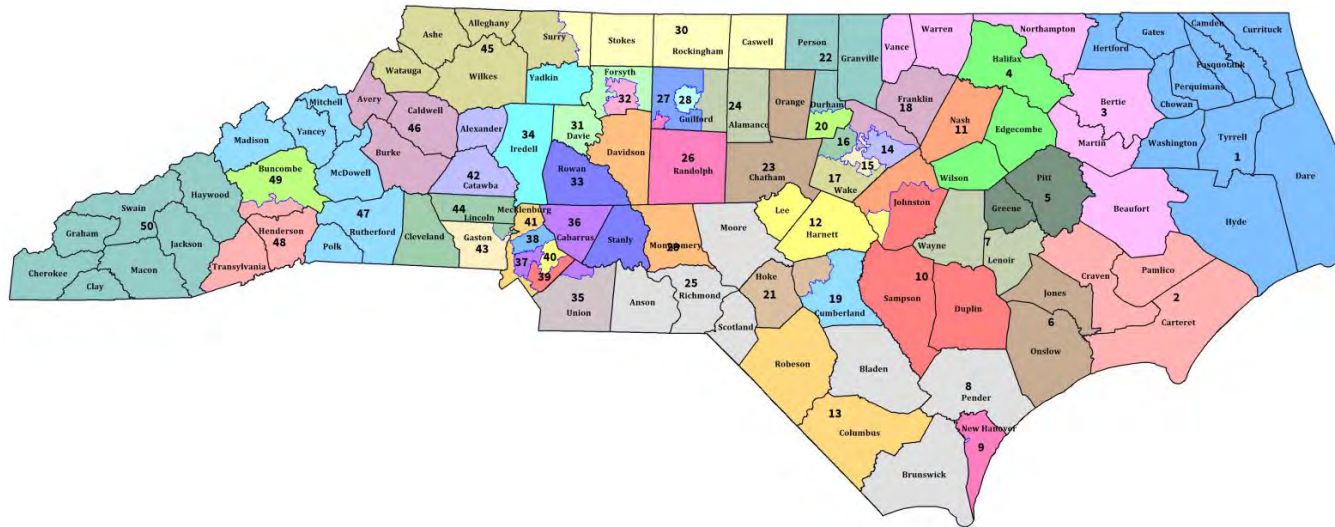 Ashe
Alleghany
Surry
45
Watauga
Wilkes
Stokes
30
Rockingham
Caswell
Person
22
Granville
Vance
Warren
Northampton
Halifax
4
Hertford
Gates
Camden
Currituck
Pasquotank
Perquimans
Chowan
Bertie
3
Martin
Washington
Tyrrell
1
Dare
Hyde
Yadkin
Forsyth
32
27
28
Guilford
24
Alamance
Orange
Durham
20
18
Franklin
Nash
11
Edgecombe
Wilson
Avery
Mitchell
Yancey
Madison
Caldwell
46
Burke
Alexander
42
Catawba
34
Iredell
31
Davie
Davidson
26
Randolph
23
Chatham
16
14
15
17
Wake
Johnston
Pitt
5
Greene
Beaufort
Buncombe
49
McDowell
Haywood
Swain
50
Graham
Jackson
Cherokee
Macon
Clay
Henderson
48
Transylvania
47
Rutherford
Polk
Cleveland
44
Lincoln
Gaston
43
Mecklenburg
41
38
37
40
39
Rowan
33
36
Cabarrus
Stanly
Montgomery
Moore
Lee
12
Harnett
Wayne
7
Lenoir
Craven
Pamlico
2
Carteret
Jones
6
Onslow
35
Union
Anson
25
Richmond
Scotland
Hoke
21
19
Cumberland
10
Sampson
Duplin
Robeson
Bladen
8
Pender
13
Columbus
New Hanover
9
Brunswick